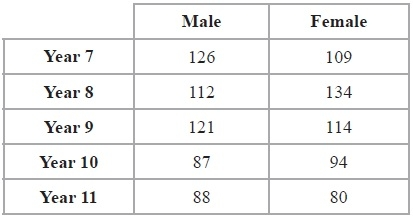 Male Female
Year 7 126 109
Year 8 112 134
Year 9 121 114
Year 10 87 94
Year 11 88 80